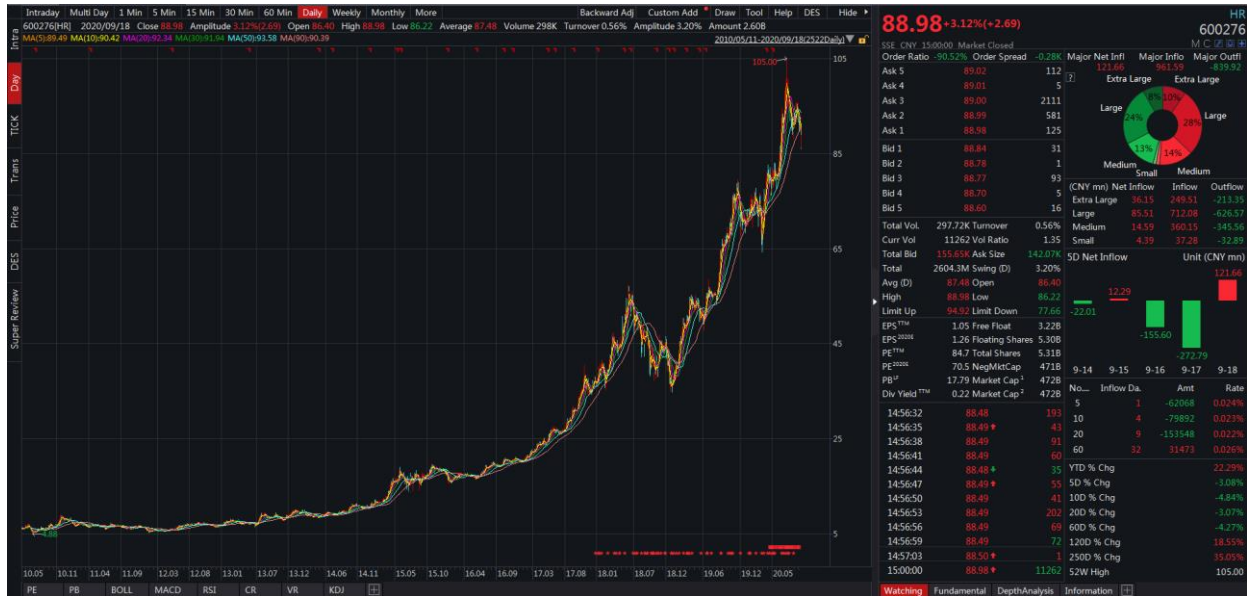 Intraday Multi Day 1 Min 5 Min 15 Min 30 Min 60 Min Daily Weekly Monthly More Backward Adj Custom Add Draw Tool Help DES Hide
600276[HR] 2020/09/18 Close 88.98 Amplitude 3.12%(2.69) Open 86.40 High 88.98 Low 86.22 Average 87.48 Volume 298K Turnover 0.56% Amplitude 3.20% Amount 2.60B
MA(5):89.49 MA(10):90.42 MA(20):92.34 MA(30):91.94 MA(50):93.58 MA(90):90.39 2010/05/11-2020/09/18(2522Daily)
Intra
Day
TICK
Trans
Price
DES
Super Review
105.00
105
85
65
45
25
5
4.88
10.05 10.11 11.04 11.09 12.03 12.08 13.01 13.07 13.12 14.06 14.11 15.05 15.10 16.04 16.09 17.03 17.08 18.01 18.07 18.12 19.06 19.12 20.05
PE PB BOLL MACD RSI CR VR KDJ
88.98 +3.12%(+2.69)
HR
600276
SSE CNY 15:00:00 Market Closed
M C
Order Ratio -90.52% Order Spread -0.28K
Ask 5 89.02 112
Ask 4 89.01 5
Ask 3 89.00 2111
Ask 2 88.99 581
Ask 1 88.98 125
Bid 1 88.84 31
Bid 2 88.78 1
Bid 3 88.77 93
Bid 4 88.70 5
Bid 5 88.60 16
Total Vol. 297.72K Turnover 0.56%
Curr Vol 11262 Vol Ratio 1.35
Total Bid 155.65K Ask Size 142.07K
Total 2604.3M Swing (D) 3.20%
Avg (D) 87.48 Open 86.40
High 88.98 Low 86.22
Limit Up 94.92 Limit Down 77.66
EPS TTM 1.05 Free Float 3.22B
EPS 2020E 1.26 Floating Shares 5.30B
PE TTM 84.7 Total Shares 5.31B
PE 2020E 70.5 NegMktCap 471B
PB LF 17.79 Market Cap 1 472B
Div Yield TTM 0.22 Market Cap 2 472B
14:56:32 88.48 193
14:56:35 88.49 43
14:56:38 88.49 91
14:56:41 88.49 60
14:56:44 88.48 35
14:56:47 88.49 55
14:56:50 88.49 41
14:56:53 88.49 202
14:56:56 88.49 69
14:56:59 88.49 72
14:57:03 88.50 1
15:00:00 88.98 11262
Major Net Infl Major Inflo Major Outfl
121.66 961.59 -839.92
Extra Large Extra Large
8% 10%
Large 24% 28% Large
13% 14%
Medium Small Medium
(CNY mn) Net Inflow Inflow Outflow
Extra Large 36.15 249.51 -213.35
Large 85.51 712.08 -626.57
Medium 14.59 360.15 -345.56
Small 4.39 37.28 -32.89
5D Net Inflow Unit (CNY mn)
121.66
12.29
-22.01
-155.60
-272.79
9-14 9-15 9-16 9-17 9-18
No.... Inflow Da. Amt Rate
5 1 -62068 0.024%
10 4 -79892 0.023%
20 9 -153548 0.022%
60 32 31473 0.026%
YTD % Chg 22.29%
5D % Chg -3.08%
10D % Chg -4.84%
20D % Chg -3.07%
60D % Chg -4.27%
120D % Chg 18.55%
250D % Chg 35.05%
52W High 105.00
Watching Fundamental DepthAnalysis Information